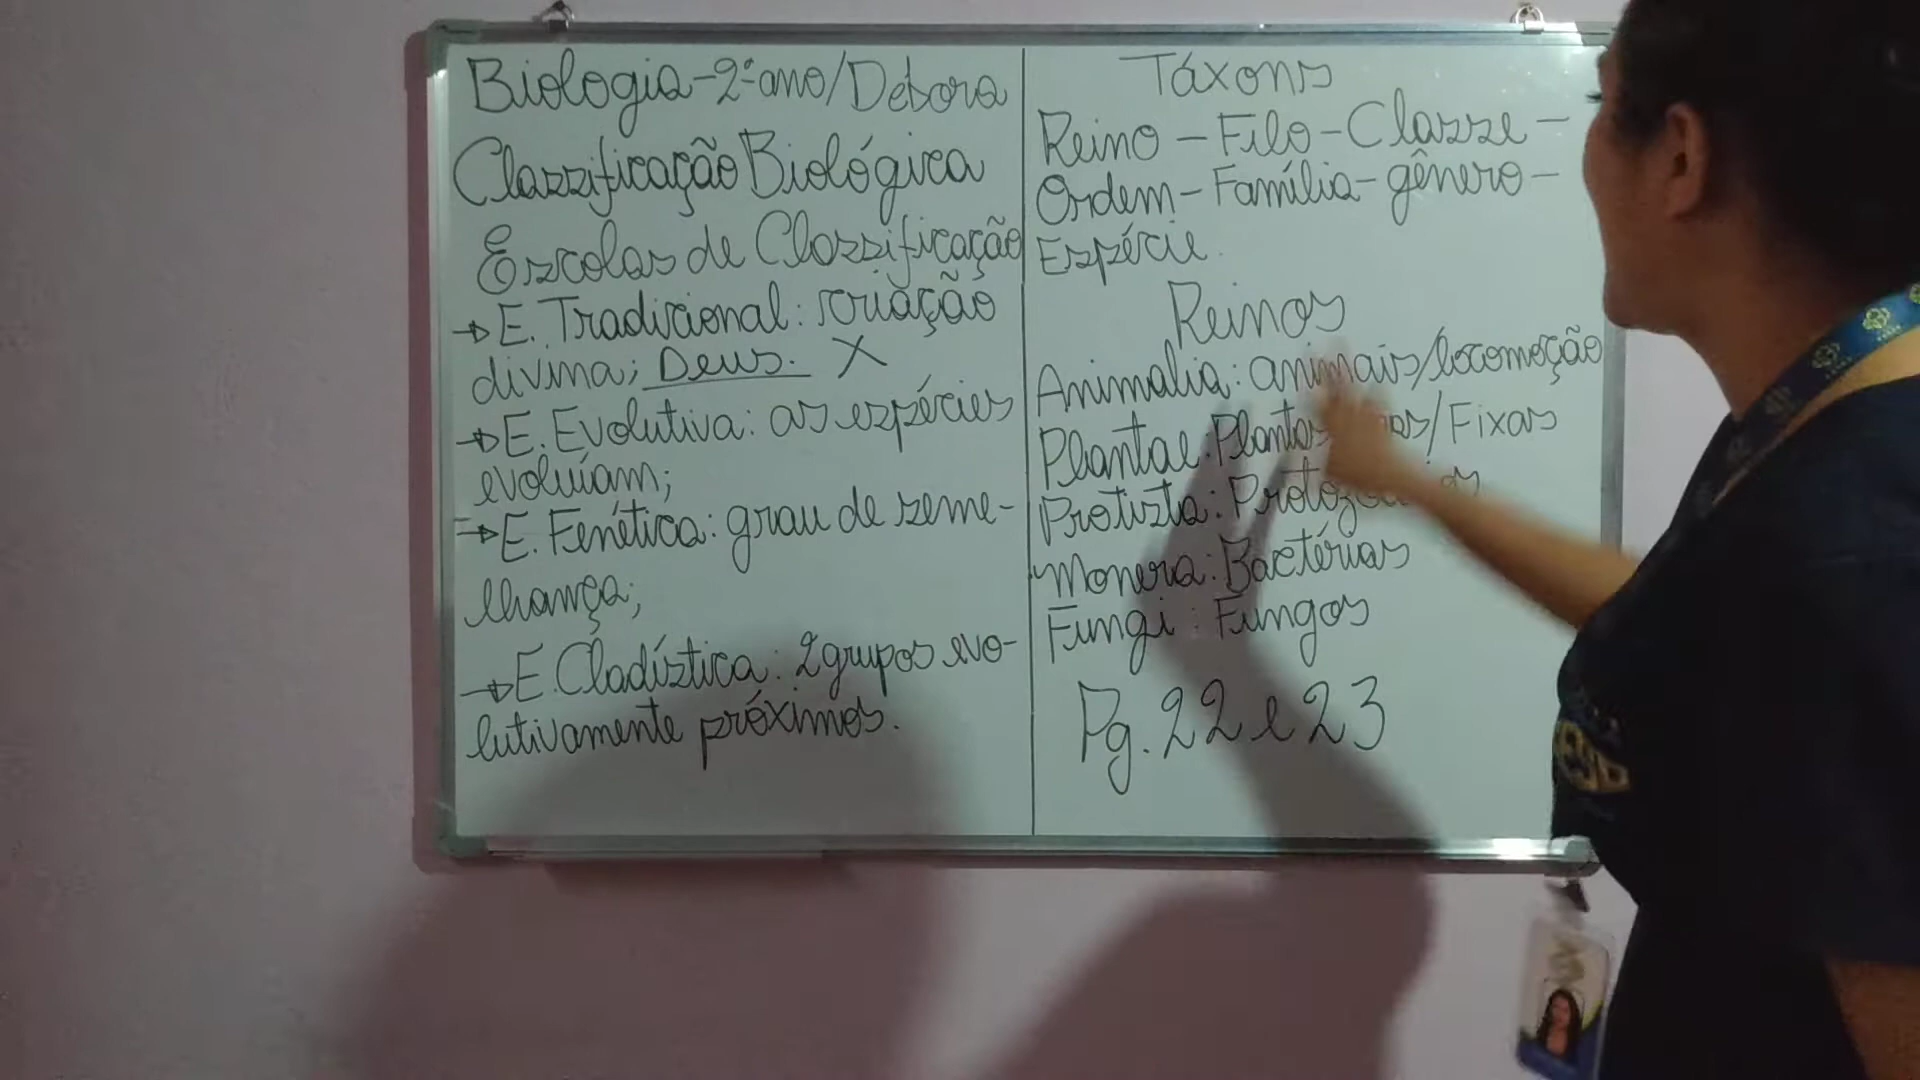 Biologia - 2º ano / Debora
Classificação Biológica
Escolas de Classificação
→ E. Tradicional: criação
divina; Deus. X
→ E. Evolutiva: as espécies
evoluíam;
→ E. Fenética: grau de seme-
lhança;
→ E. Cladística: 2 grupos evo-
lutivamente próximos.
Táxons
Reino - Filo - Classe -
Ordem - Família - gênero -
Espécie.
Reinos
Animalia: animais/locomoção
Plantae: Plantas /Fixas
Protista:
Monera: Bactérias
Fungi: Fungos
Pg. 22 e 23